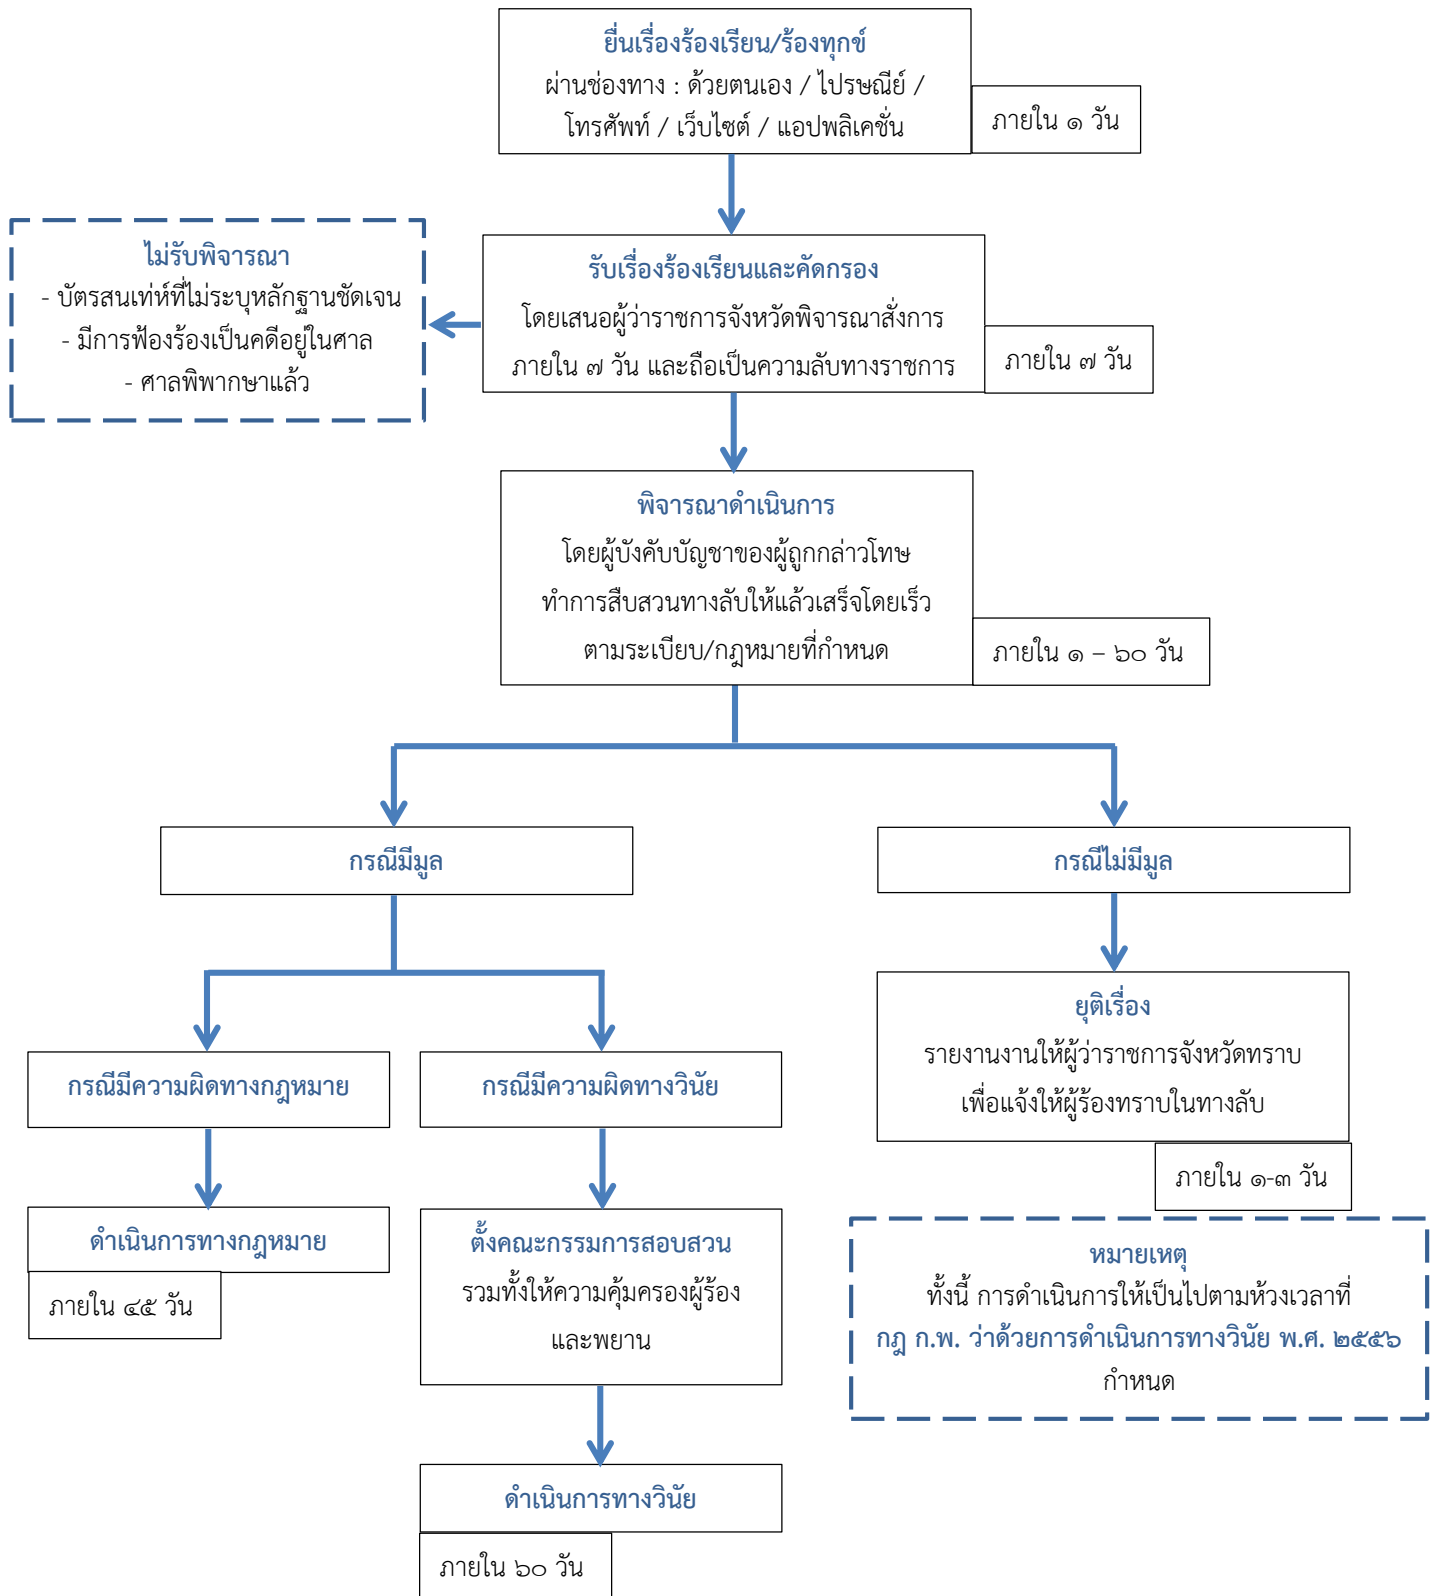 ยื่นเรื่องร้องเรียน/ร้องทุกข์
ผ่านช่องทาง : ด้วยตนเอง / ไปรษณีย์ /
โทรศัพท์ / เว็บไซต์ / แอปพลิเคชั่น
ภายใน ๑ วัน
ไม่รับพิจารณา
- บัตรสนเท่ห์ที่ไม่ระบุหลักฐานชัดเจน
- มีการฟ้องร้องเป็นคดีอยู่ในศาล
- ศาลพิพากษาแล้ว
รับเรื่องร้องเรียนและคัดกรอง
โดยเสนอผู้ว่าราชการจังหวัดพิจารณาสั่งการ
ภายใน ๗ วัน และถือเป็นความลับทางราชการ
ภายใน ๗ วัน
พิจารณาดำเนินการ
โดยผู้บังคับบัญชาของผู้ถูกกล่าวโทษ
ทำการสืบสวนทางลับให้แล้วเสร็จโดยเร็ว
ตามระเบียบ/กฎหมายที่กำหนด
ภายใน ๑ – ๖๐ วัน
กรณีมีมูล
กรณีไม่มีมูล
ยุติเรื่อง
รายงานงานให้ผู้ว่าราชการจังหวัดทราบ
เพื่อแจ้งให้ผู้ร้องทราบในทางลับ
ภายใน ๑-๓ วัน
กรณีมีความผิดทางกฎหมาย
กรณีมีความผิดทางวินัย
ดำเนินการทางกฎหมาย
ภายใน ๔๕ วัน
ตั้งคณะกรรมการสอบสวน
รวมทั้งให้ความคุ้มครองผู้ร้อง
และพยาน
หมายเหตุ
ทั้งนี้ การดำเนินการให้เป็นไปตามห้วงเวลาที่
กฎ ก.พ. ว่าด้วยการดำเนินการทางวินัย พ.ศ. ๒๕๕๖
กำหนด
ดำเนินการทางวินัย
ภายใน ๖๐ วัน